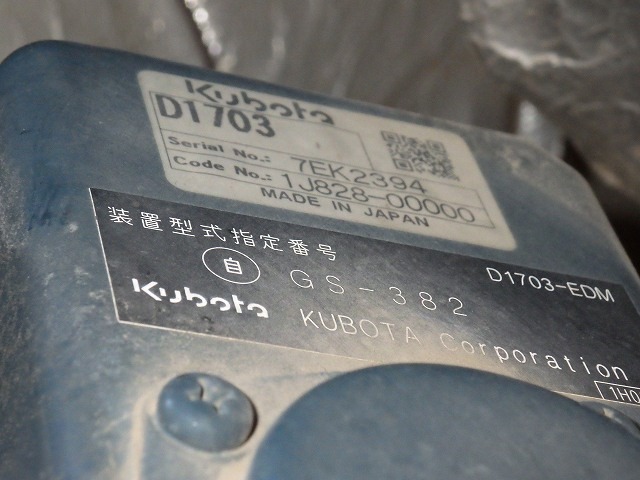 Kubota
D1703
Serial No.: 7EK2394
Code No.: 1J828-00000
MADE IN JAPAN
装置型式指定番号
自 GS-382 D1703-EDM
Kubota KUBOTA Corporation
1H0